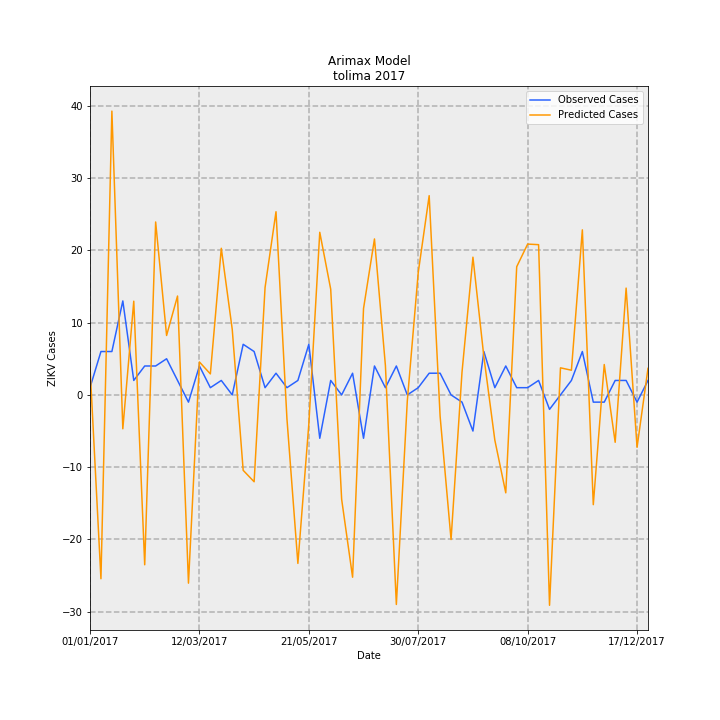 Arimax Model
tolima 2017
Observed Cases
Predicted Cases
ZIKV Cases
40
30
20
10
0
−10
−20
−30
01/01/2017 12/03/2017 21/05/2017 30/07/2017 08/10/2017 17/12/2017
Date